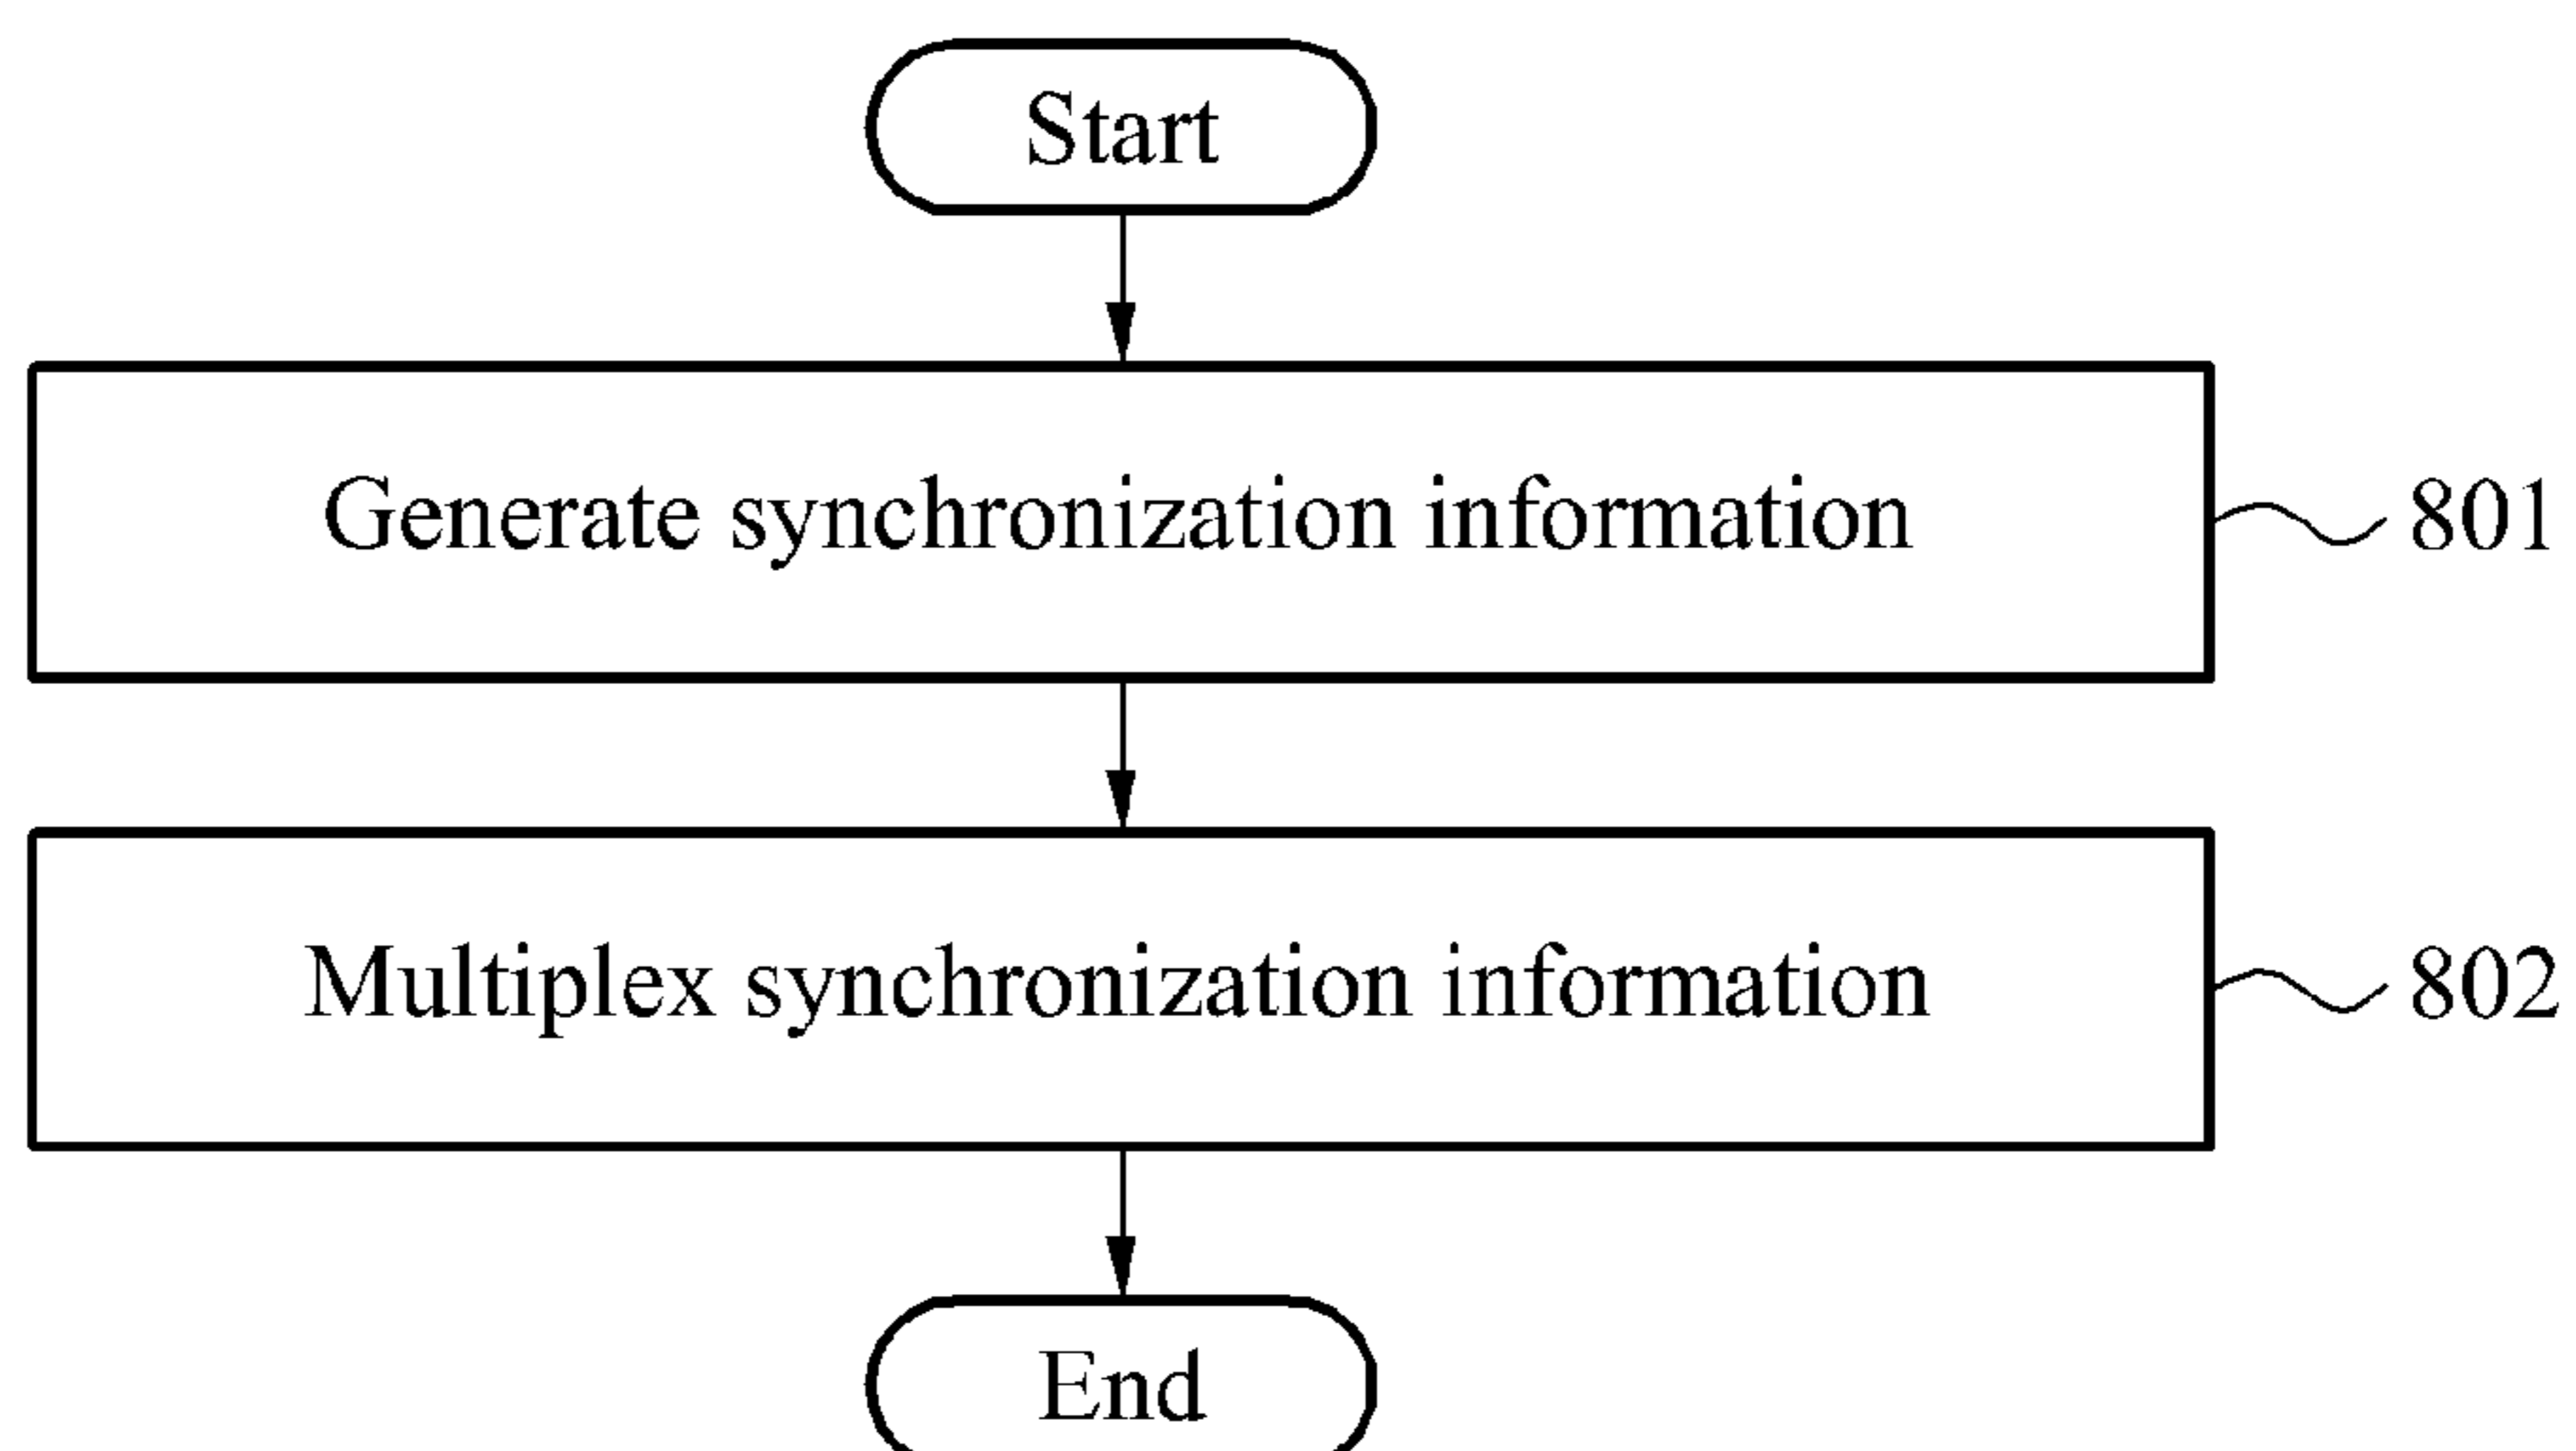 Start
Generate synchronization information
801
Multiplex synchronization information
802
End